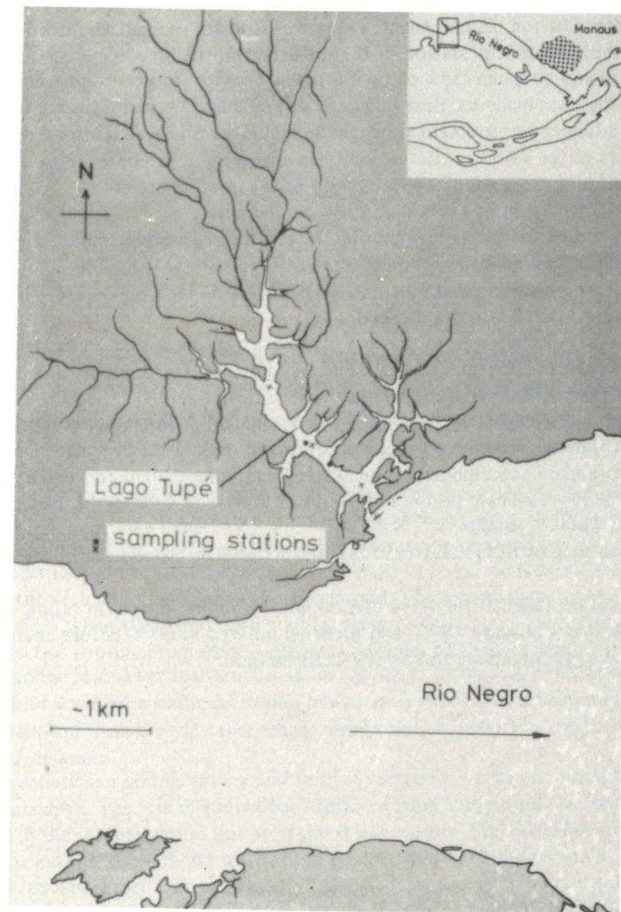 Manaus
Rio Negro
N
Lago Tupé
sampling stations
Rio Negro
~1km